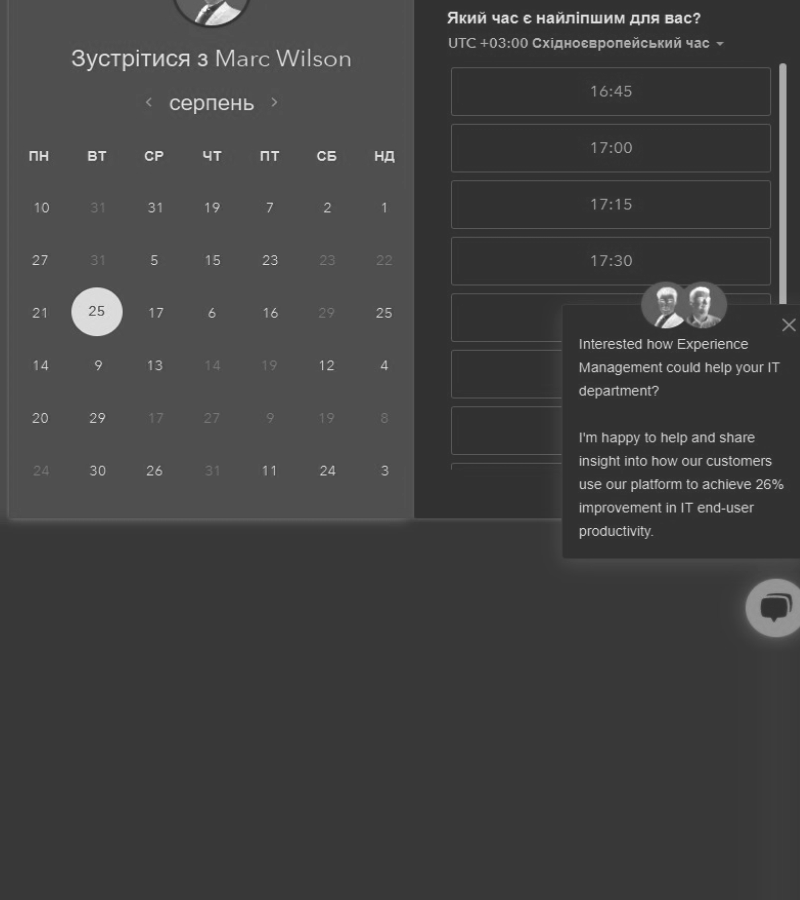 Зустрітися з Marc Wilson
серпень
ПН ВТ СР ЧТ ПТ СБ НД
10 31 31 19 7 2 1
27 31 5 15 23 23 22
21 25 17 6 16 29 25
14 9 13 14 19 12 4
20 29 17 27 9 19 8
24 30 26 31 11 24 3
Який час є найліпшим для вас?
UTC +03:00 Східноєвропейський час
16:45
17:00
17:15
17:30
Interested how Experience
Management could help your IT
department?
I'm happy to help and share
insight into how our customers
use our platform to achieve 26%
improvement in IT end-user
productivity.